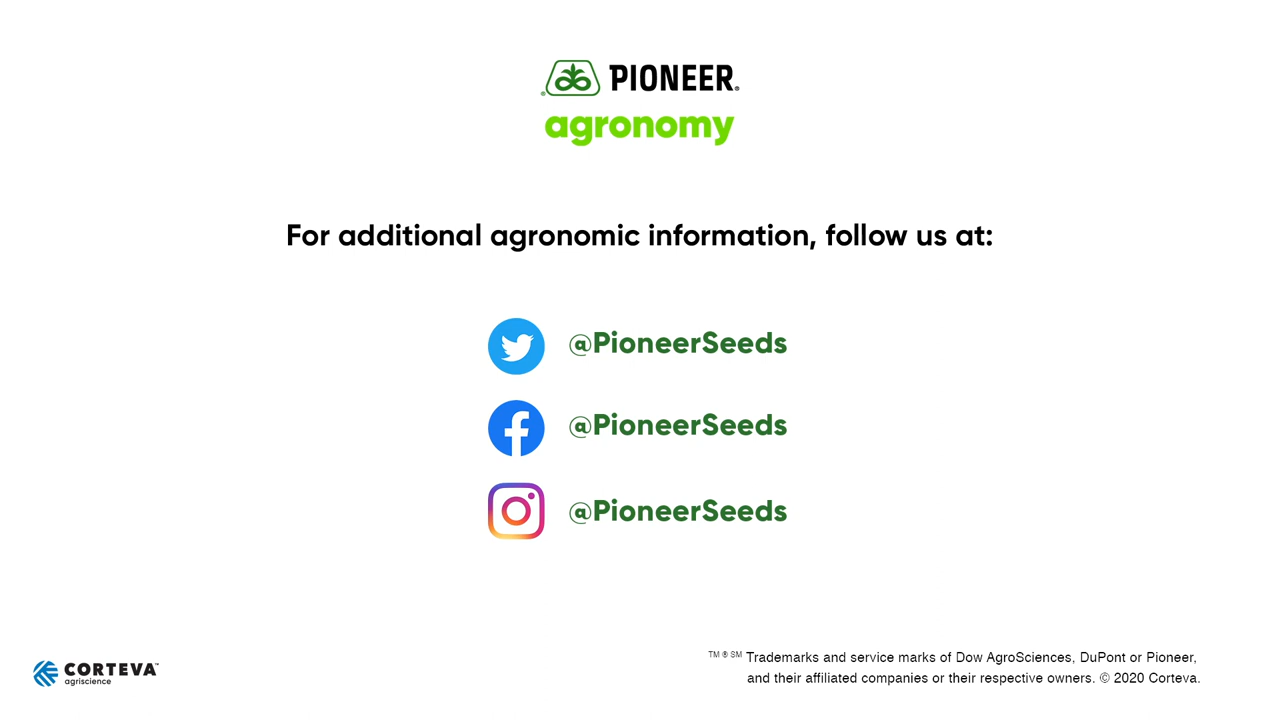 PIONEER®
agronomy
For additional agronomic information, follow us at:
@PioneerSeeds
@PioneerSeeds
@PioneerSeeds
CORTEVA™
agriscience
TM ® SM Trademarks and service marks of Dow AgroSciences, DuPont or Pioneer,
and their affiliated companies or their respective owners. © 2020 Corteva.